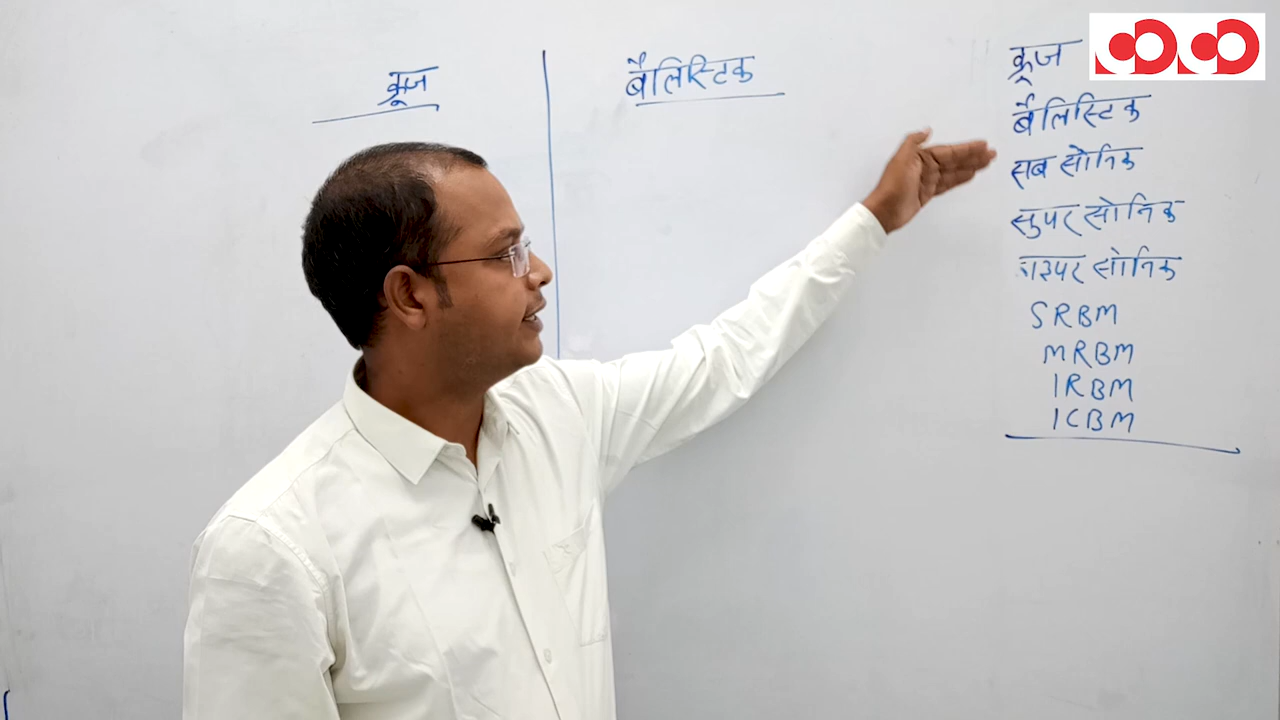 क्रूज
बैलिस्टिक
क्रूज
बैलिस्टिक
सब सोनिक
सुपर सोनिक
हाइपर सोनिक
SRBM
MRBM
IRBM
ICBM